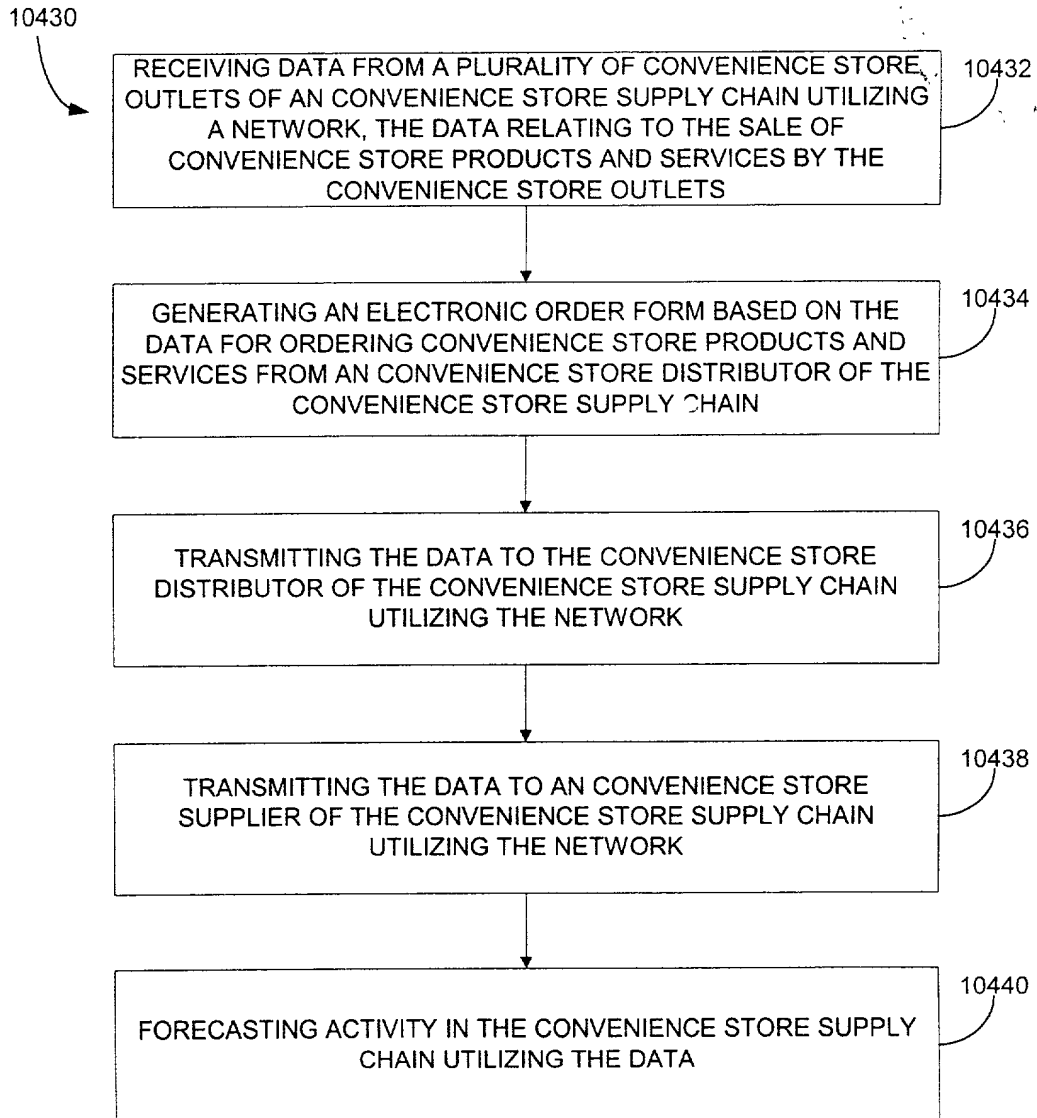 10430
RECEIVING DATA FROM A PLURALITY OF CONVENIENCE STORE
OUTLETS OF AN CONVENIENCE STORE SUPPLY CHAIN UTILIZING
A NETWORK, THE DATA RELATING TO THE SALE OF
CONVENIENCE STORE PRODUCTS AND SERVICES BY THE
CONVENIENCE STORE OUTLETS
10432
GENERATING AN ELECTRONIC ORDER FORM BASED ON THE
DATA FOR ORDERING CONVENIENCE STORE PRODUCTS AND
SERVICES FROM AN CONVENIENCE STORE DISTRIBUTOR OF THE
CONVENIENCE STORE SUPPLY CHAIN
10434
TRANSMITTING THE DATA TO THE CONVENIENCE STORE
DISTRIBUTOR OF THE CONVENIENCE STORE SUPPLY CHAIN
UTILIZING THE NETWORK
10436
TRANSMITTING THE DATA TO AN CONVENIENCE STORE
SUPPLIER OF THE CONVENIENCE STORE SUPPLY CHAIN
UTILIZING THE NETWORK
10438
FORECASTING ACTIVITY IN THE CONVENIENCE STORE SUPPLY
CHAIN UTILIZING THE DATA
10440